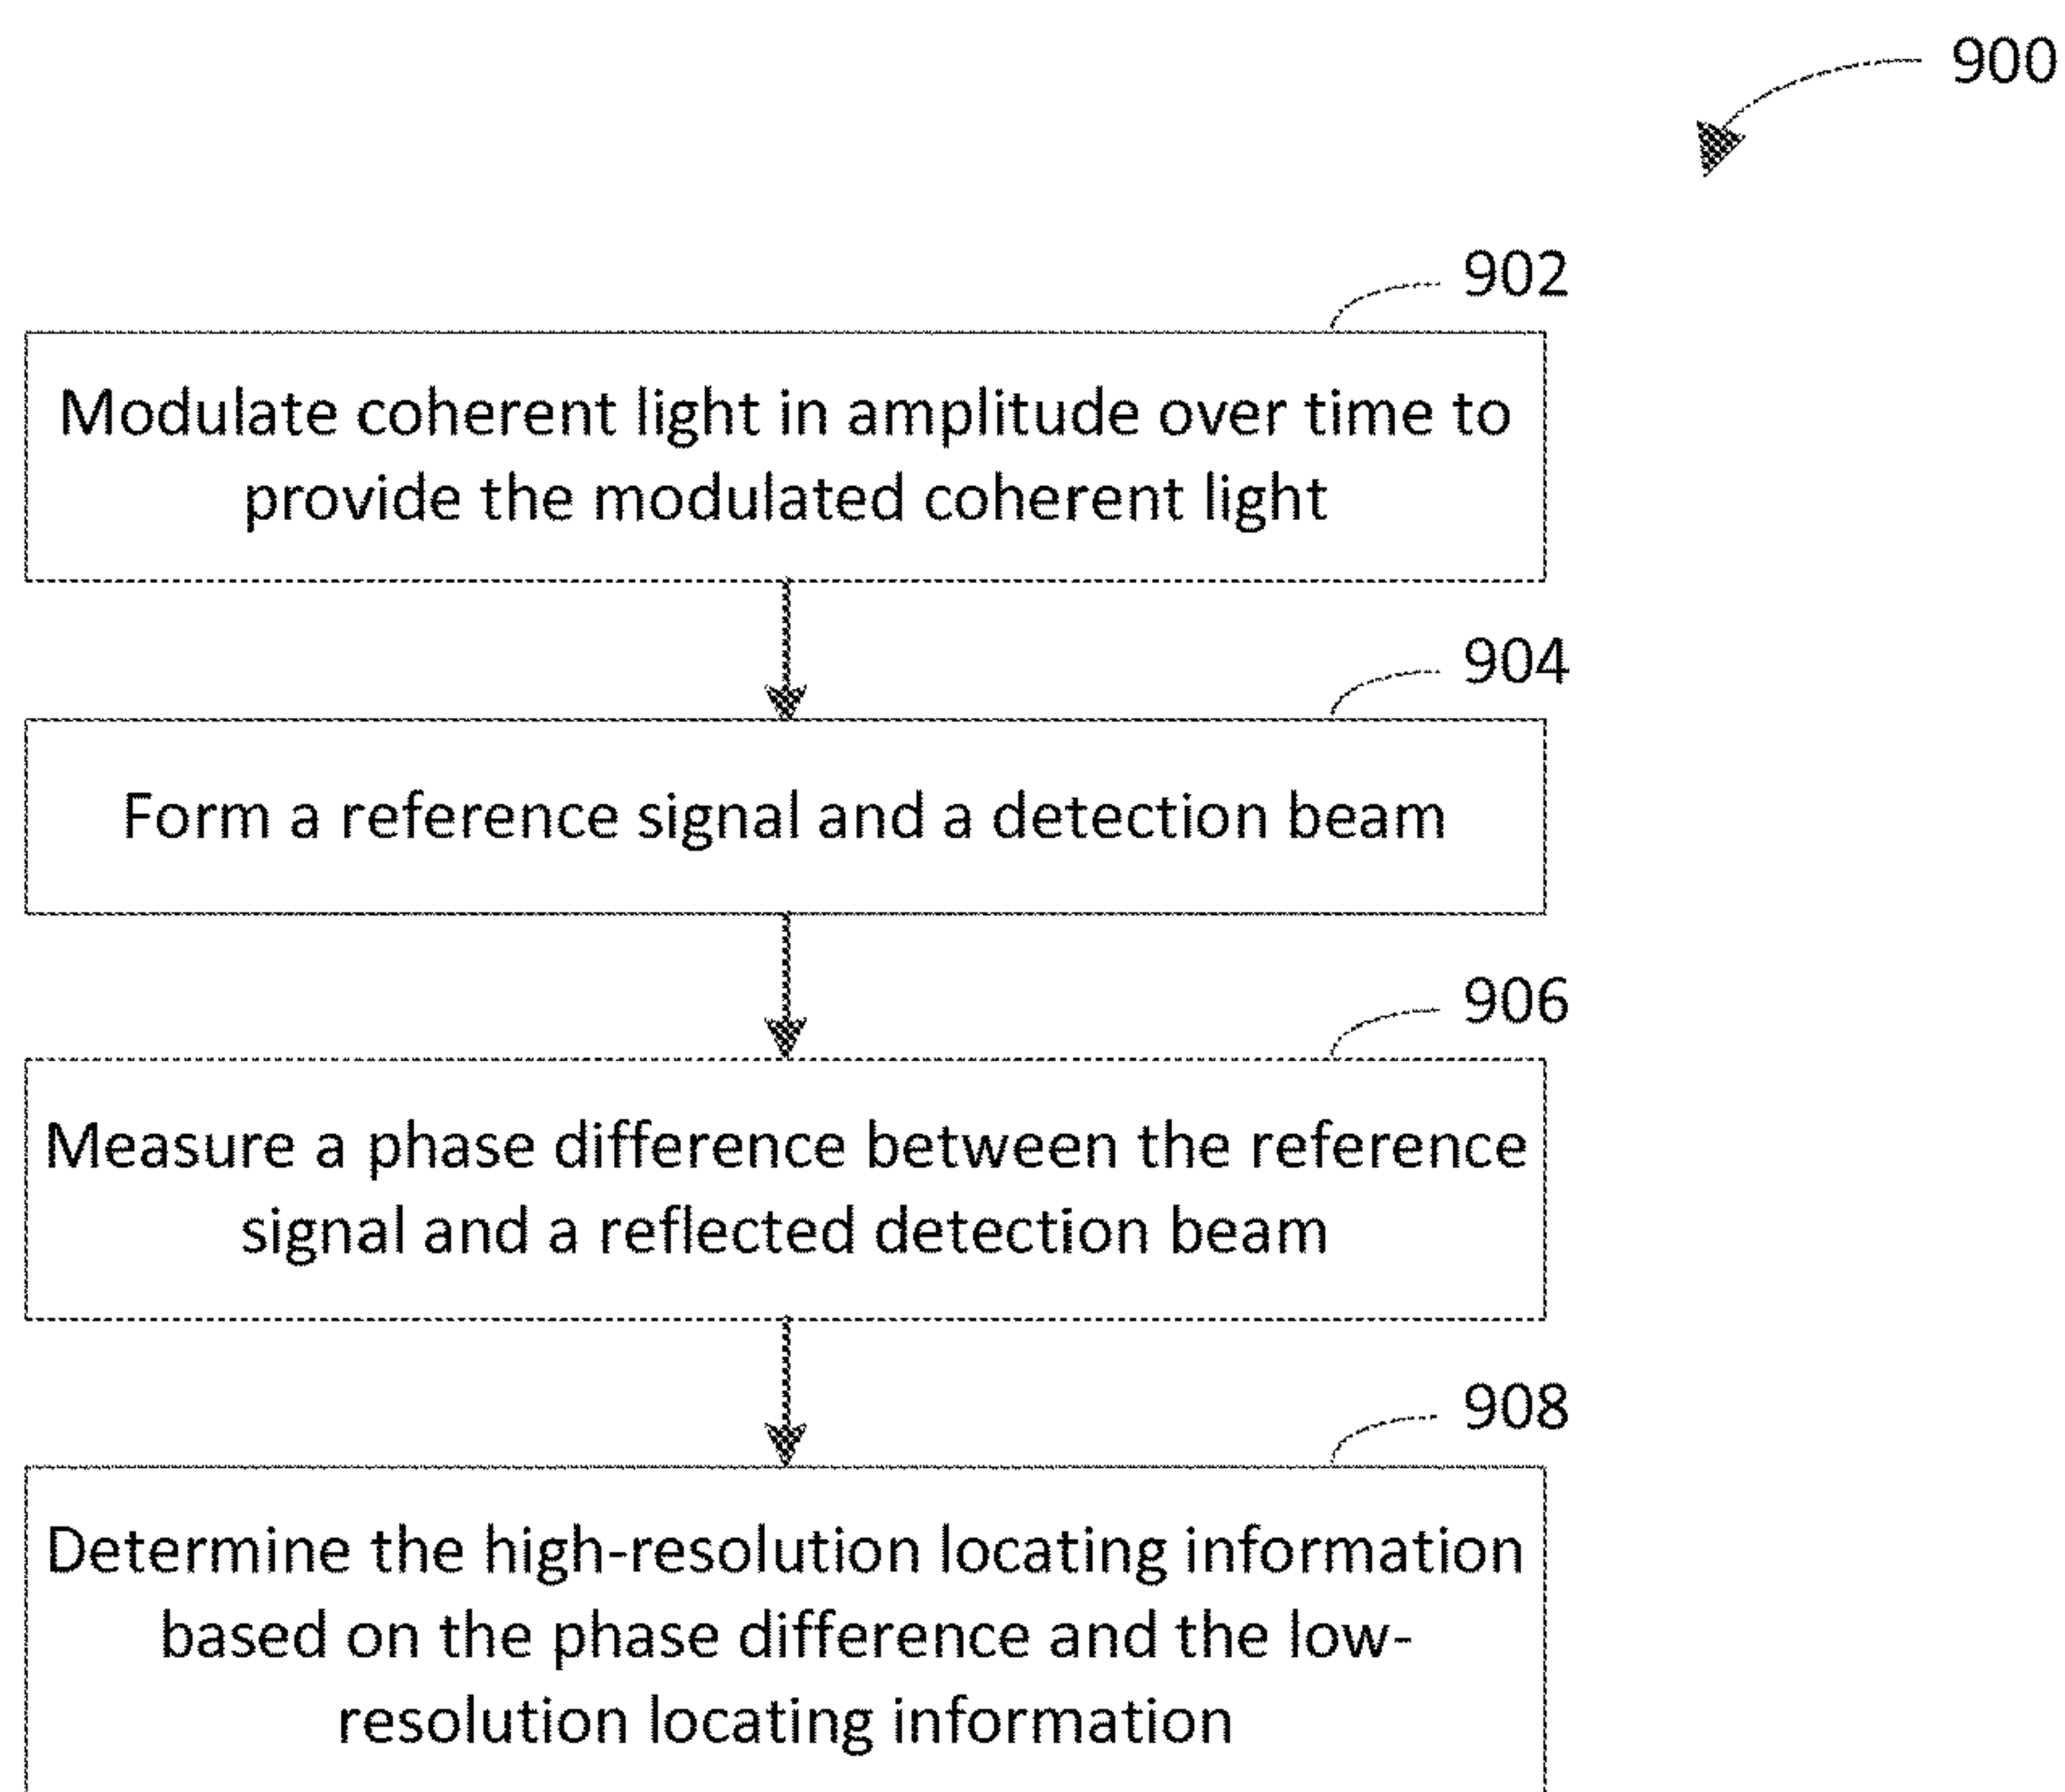 900
902
Modulate coherent light in amplitude over time to
provide the modulated coherent light
904
Form a reference signal and a detection beam
906
Measure a phase difference between the reference
signal and a reflected detection beam
908
Determine the high-resolution locating information
based on the phase difference and the low-
resolution locating information